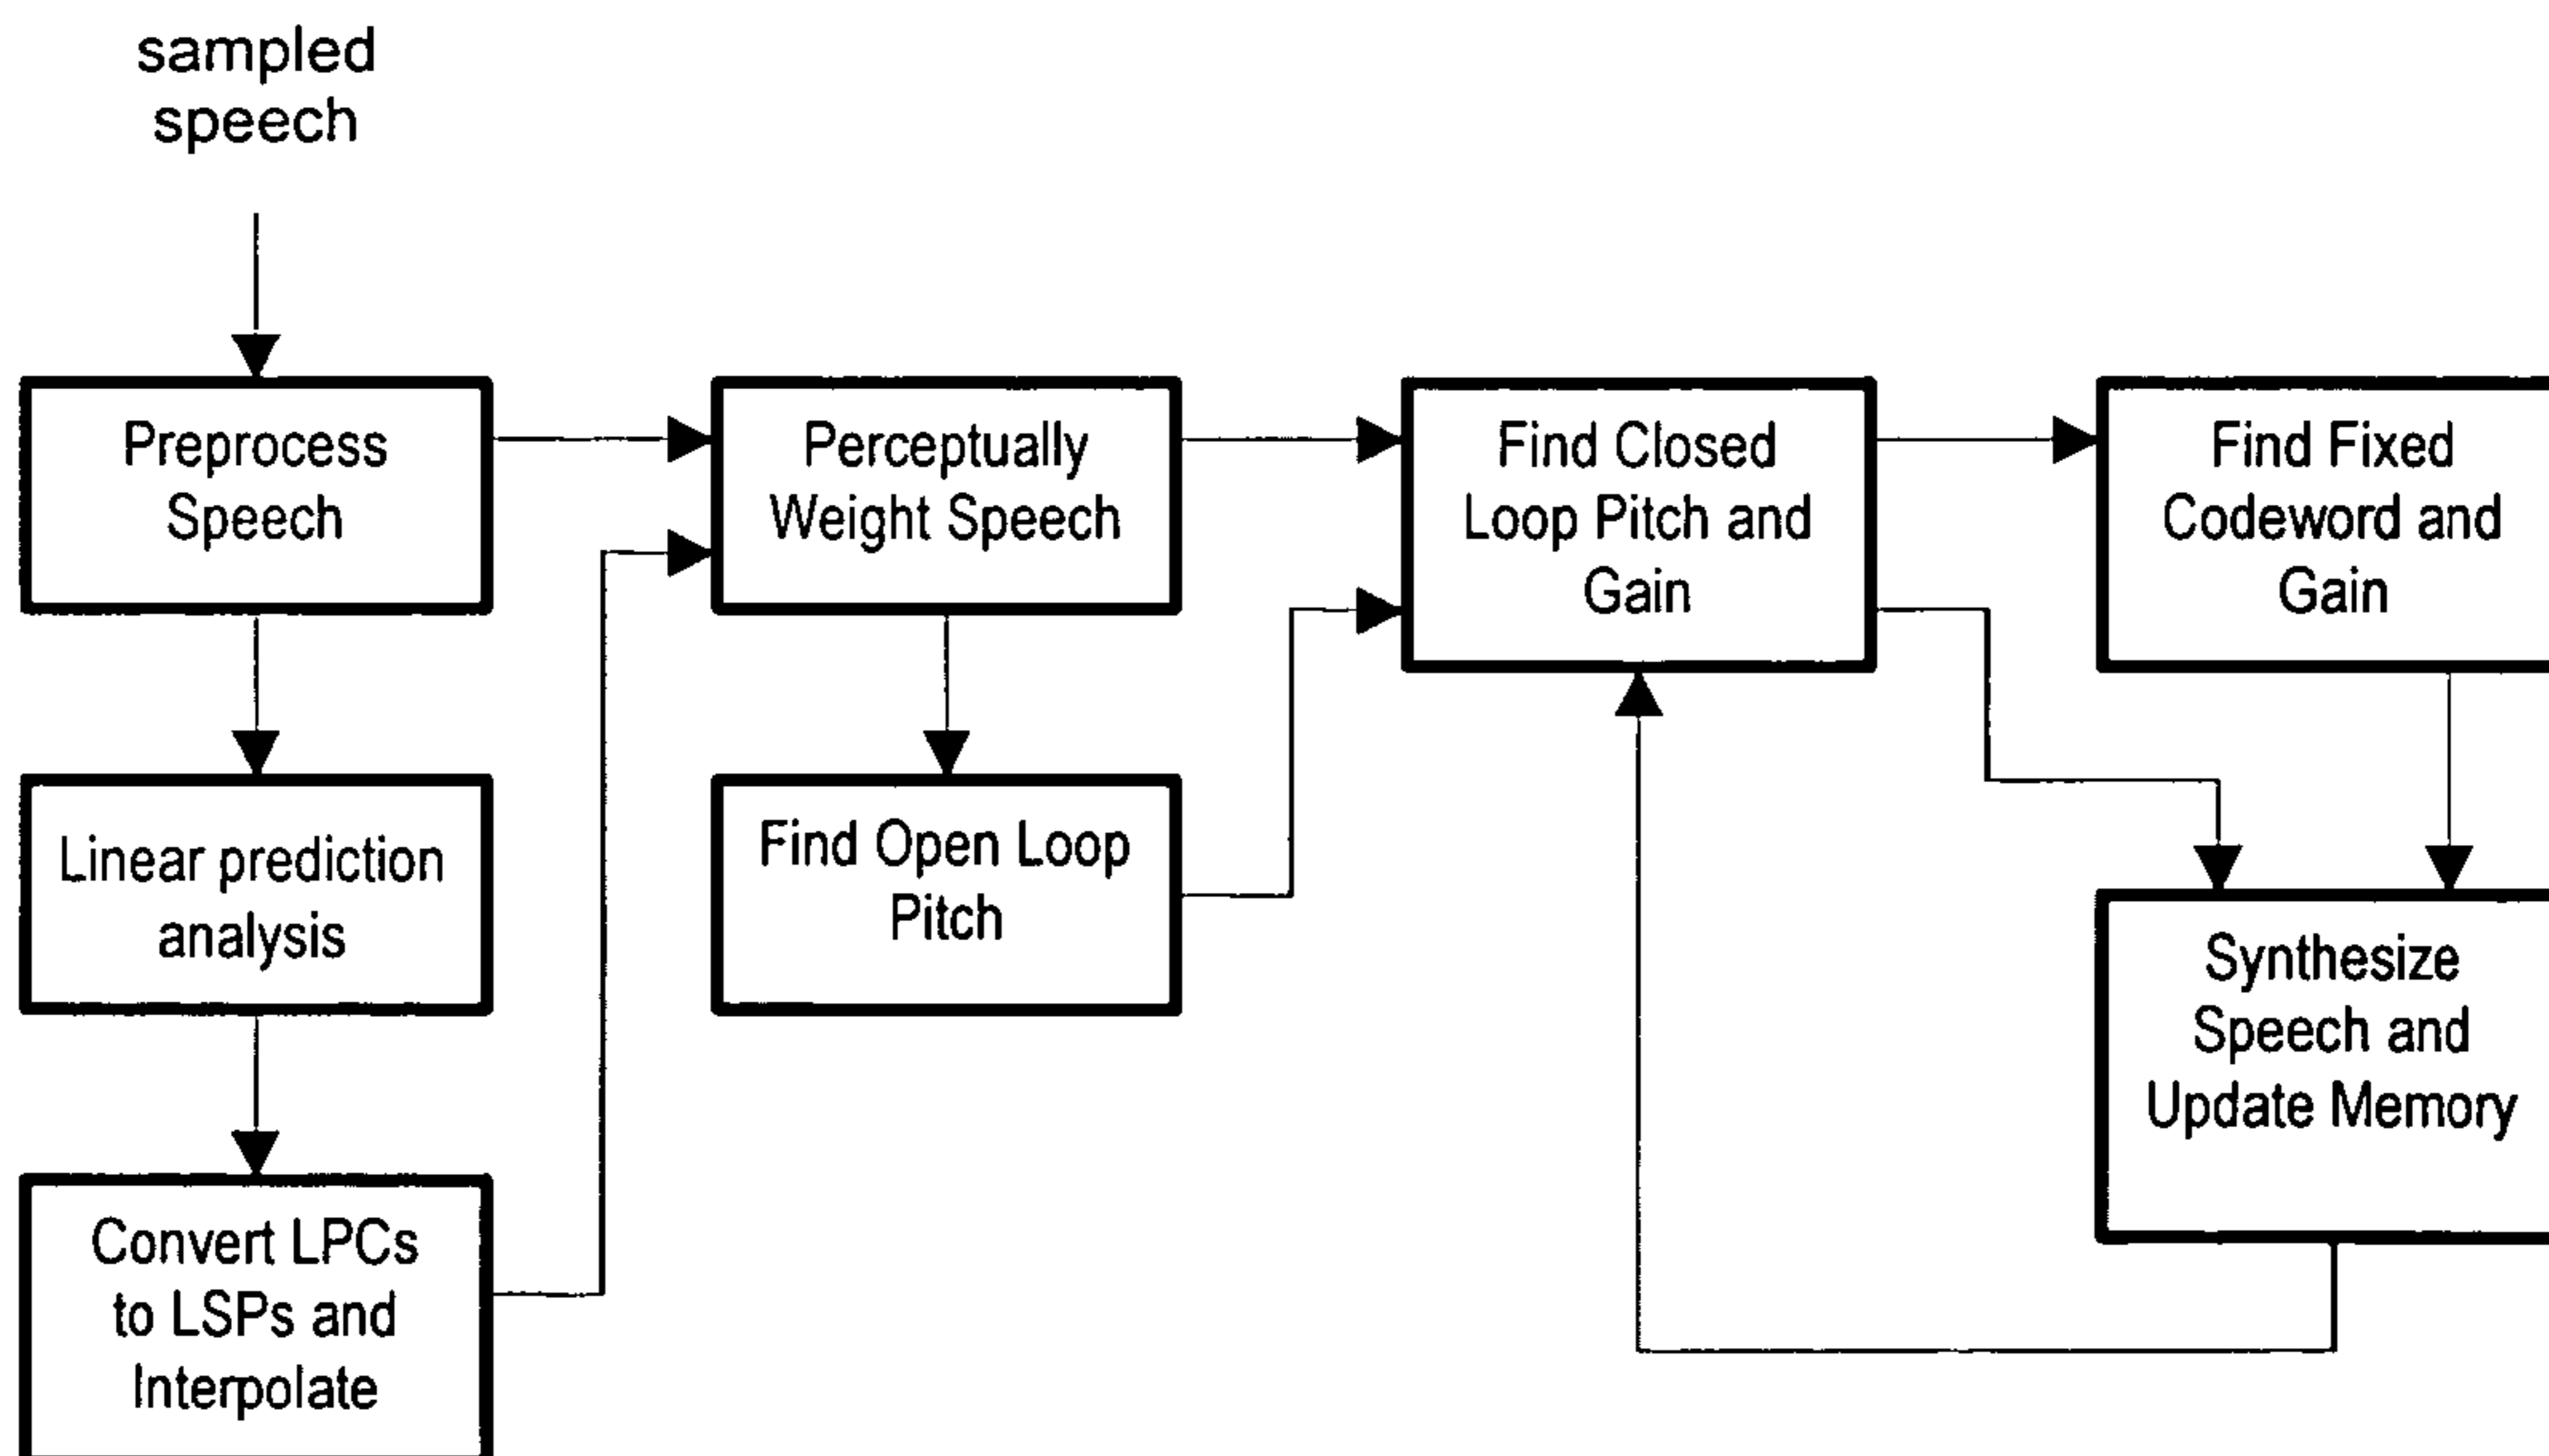 sampled
speech
Preprocess
Speech
Perceptually
Weight Speech
Find Closed
Loop Pitch and
Gain
Find Fixed
Codeword and
Gain
Linear prediction
analysis
Find Open Loop
Pitch
Synthesize
Speech and
Update Memory
Convert LPCs
to LSPs and
Interpolate